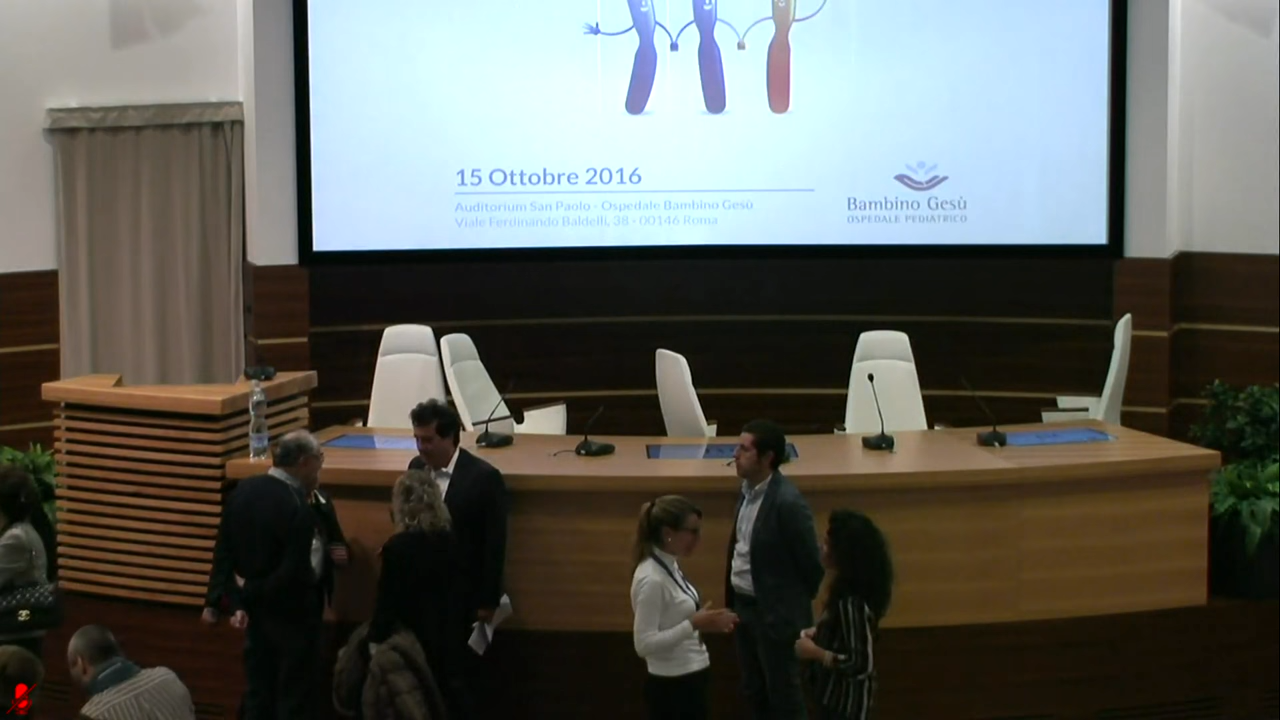 15 Ottobre 2016
Auditorium San Paolo - Ospedale Bambino Gesù
Viale Ferdinando Baldelli, 38 - 00146 Roma
Bambino Gesù
OSPEDALE PEDIATRICO